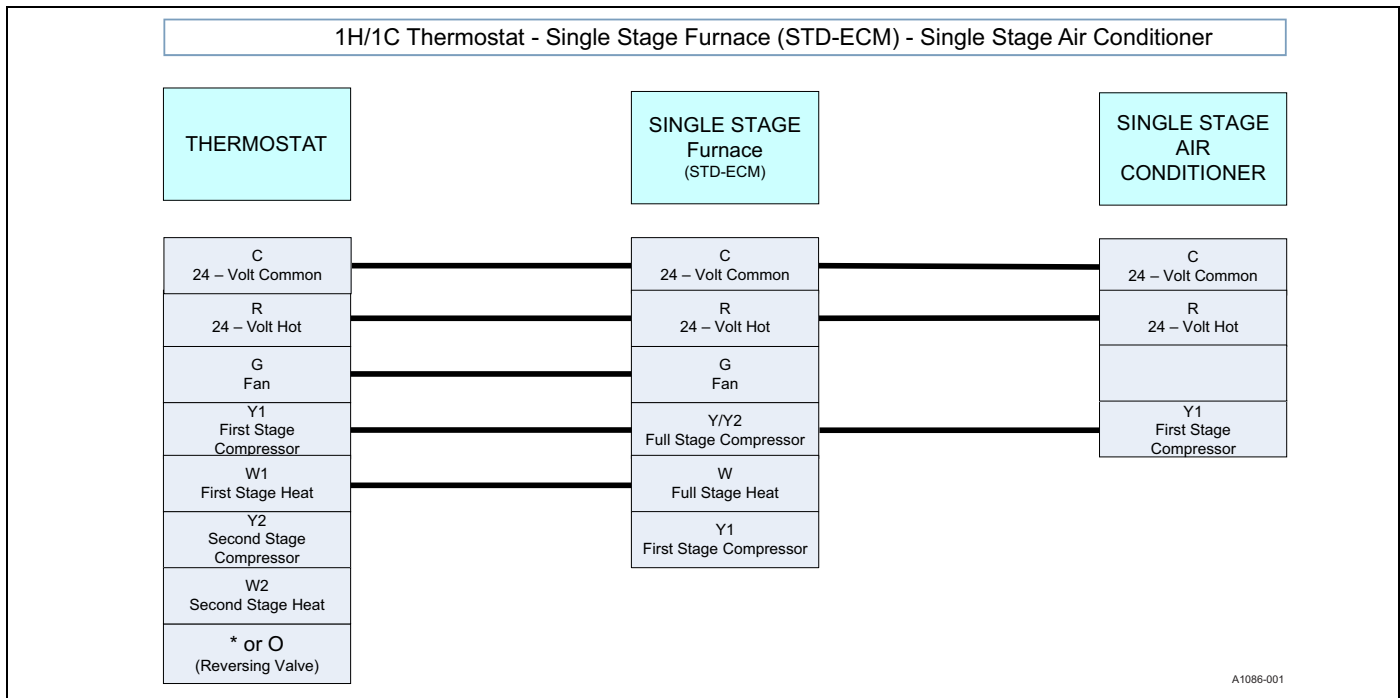 1H/1C Thermostat - Single Stage Furnace (STD-ECM) - Single Stage Air Conditioner
THERMOSTAT
SINGLE STAGE
Furnace
(STD-ECM)
SINGLE STAGE
AIR
CONDITIONER
C
24 – Volt Common
R
24 – Volt Hot
G
Fan
Y1
First Stage
Compressor
W1
First Stage Heat
Y2
Second Stage
Compressor
W2
Second Stage Heat
* or O
(Reversing Valve)
C
24 – Volt Common
R
24 – Volt Hot
G
Fan
Y/Y2
Full Stage Compressor
W
Full Stage Heat
Y1
First Stage Compressor
C
24 – Volt Common
R
24 – Volt Hot
Y1
First Stage
Compressor
A1086-001